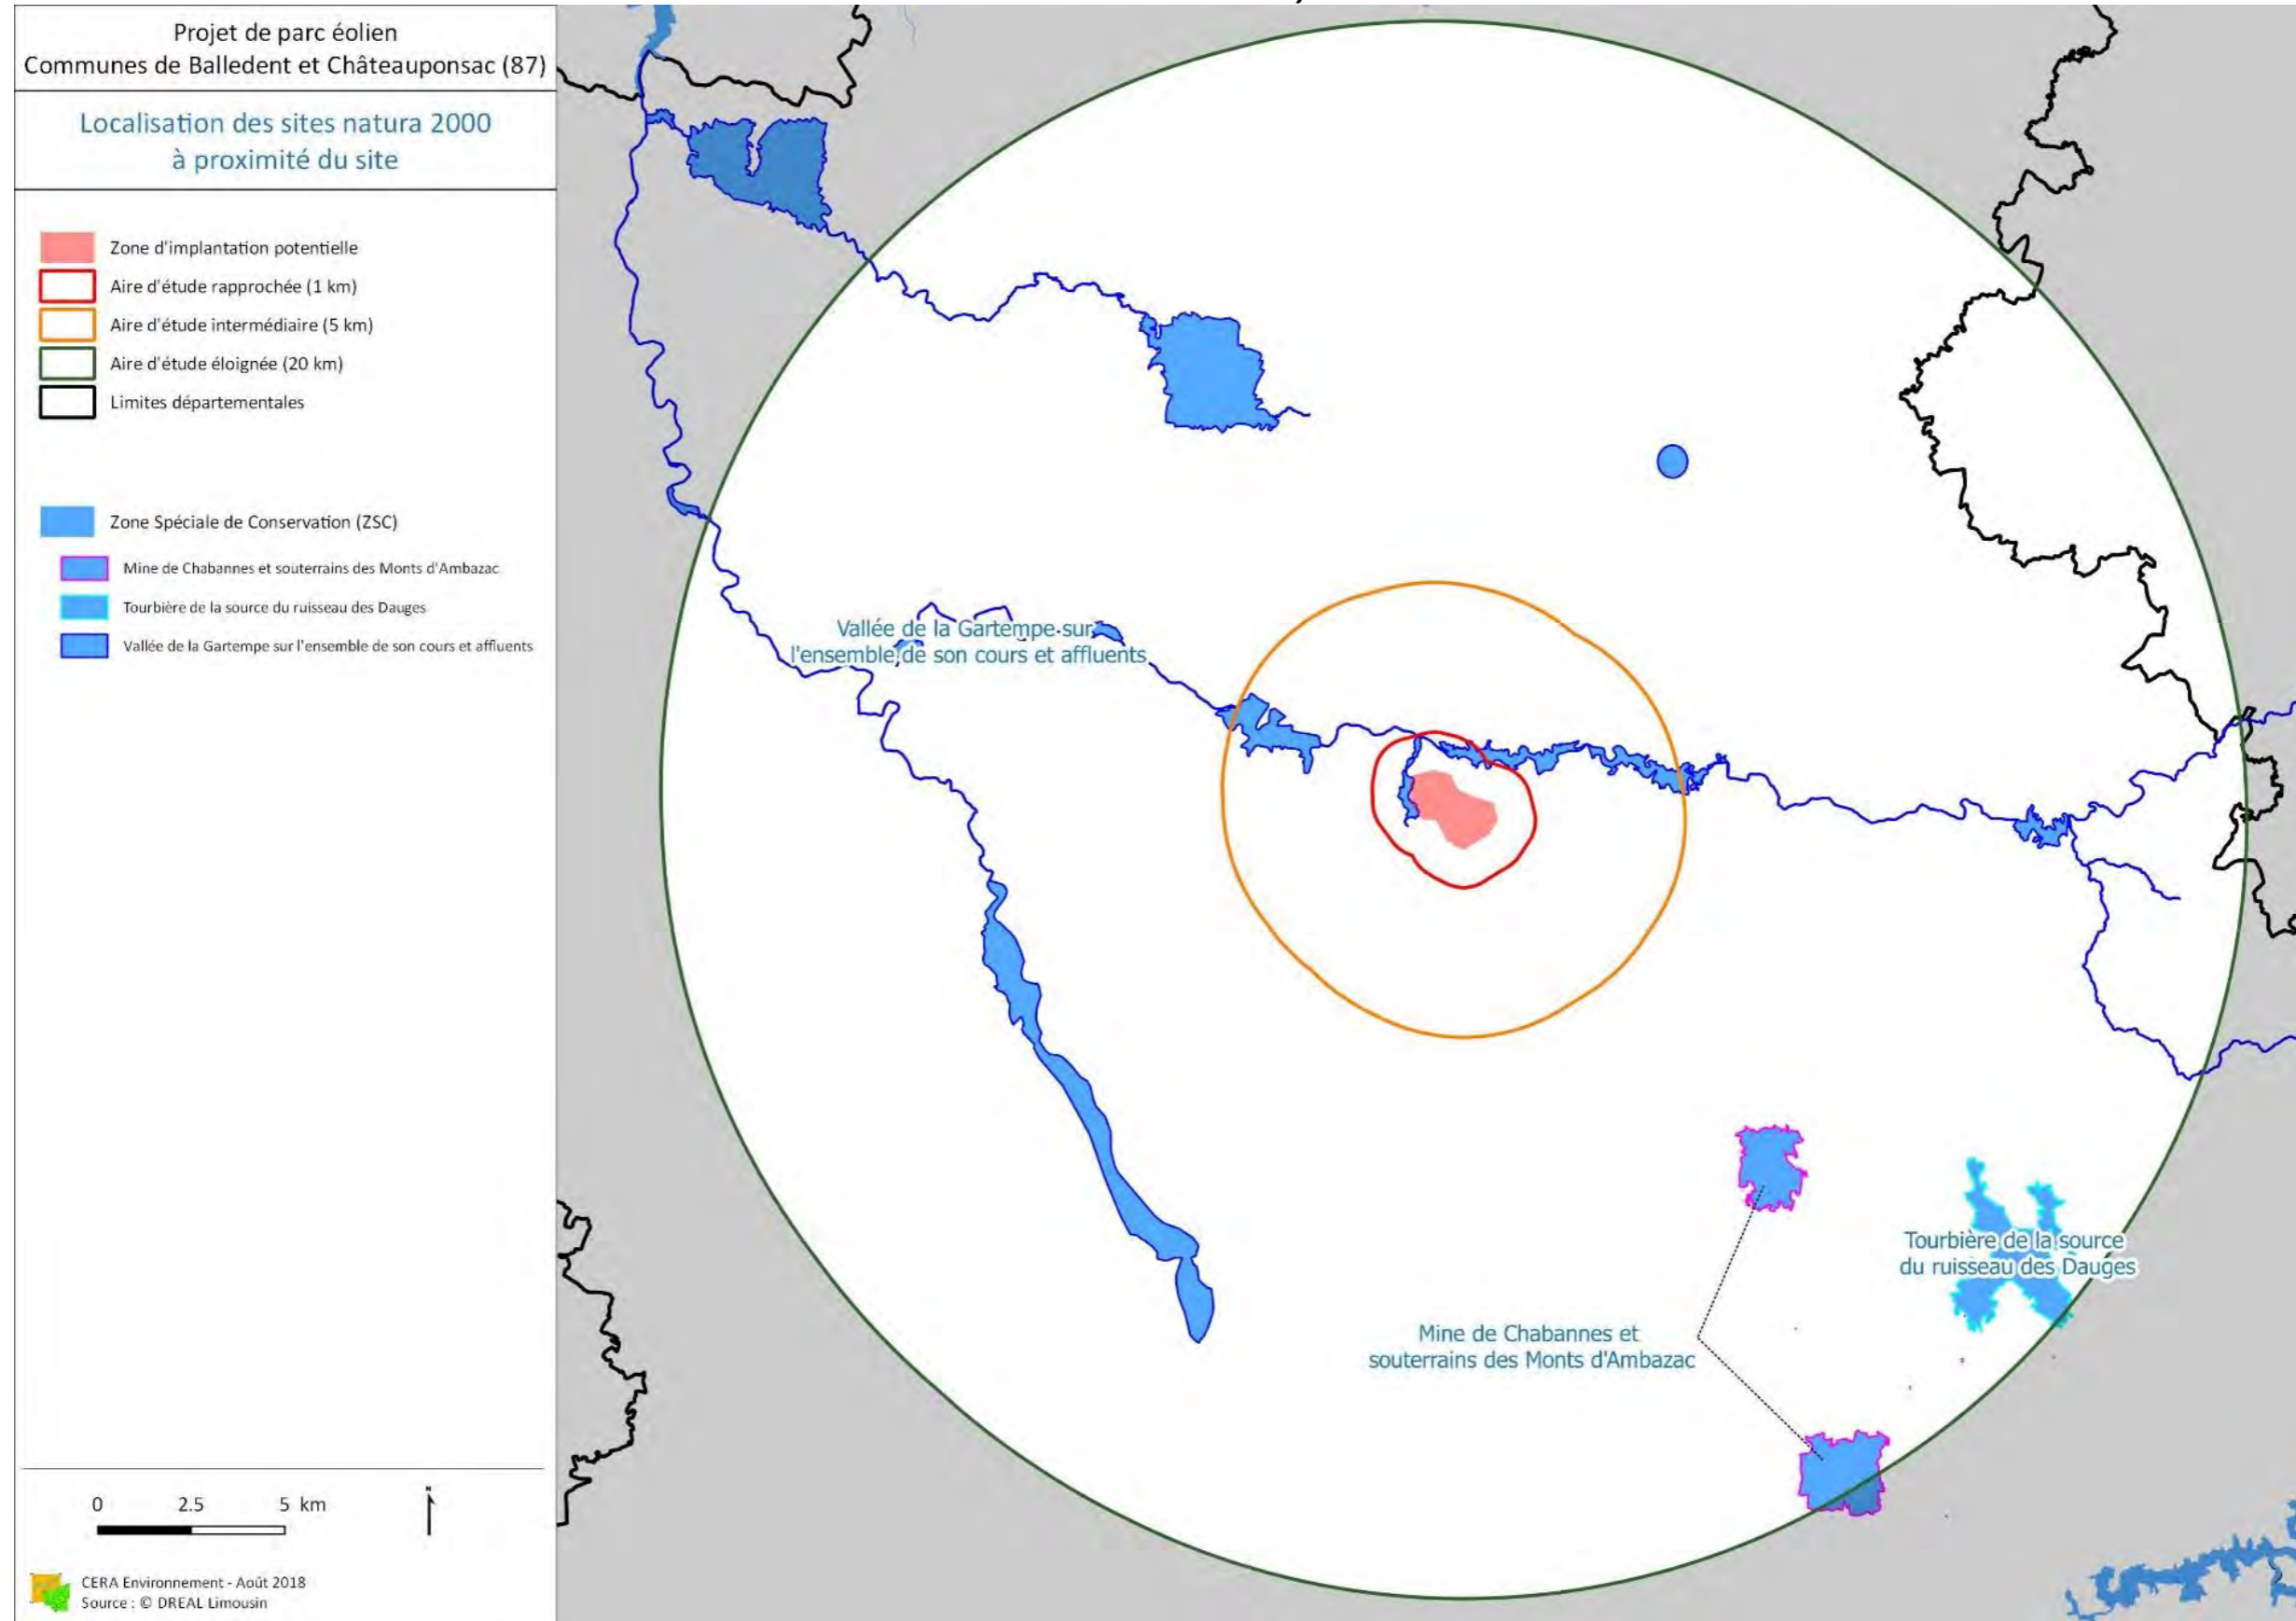 Projet de parc éolien
Communes de Balledent et Châteauponsac (87)
Localisation des sites natura 2000
à proximité du site
Zone d'implantation potentielle
Aire d'étude rapprochée (1 km)
Aire d'étude intermédiaire (5 km)
Aire d'étude éloignée (20 km)
Limites départementales
Zone Spéciale de Conservation (ZSC)
Mine de Chabannes et souterrains des Monts d'Ambazac
Tourbière de la source du ruisseau des Dauges
Vallée de la Gartempe sur l'ensemble de son cours et affluents
0 2.5 5 km
N
CERA Environnement - Août 2018
Source : © DREAL Limousin
Vallée de la Gartempe sur
l'ensemble de son cours et affluents
Tourbière de la source
du ruisseau des Dauges
Mine de Chabannes et
souterrains des Monts d'Ambazac